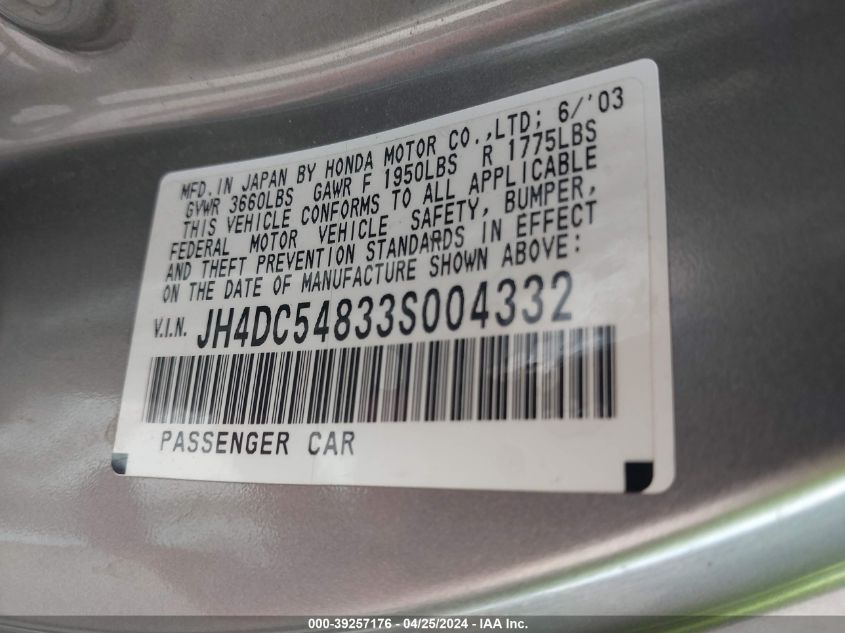 MFD. IN JAPAN BY HONDA MOTOR CO.,LTD; 6/'03
GVWR 3660LBS GAWR F 1950LBS R 1775LBS
THIS VEHICLE CONFORMS TO ALL APPLICABLE
FEDERAL MOTOR VEHICLE SAFETY, BUMPER,
AND THEFT PREVENTION STANDARDS IN EFFECT
ON THE DATE OF MANUFACTURE SHOWN ABOVE:
V.I.N. JH4DC54833S004332
PASSENGER CAR
000-39257176 - 04/25/2024 - IAA Inc.